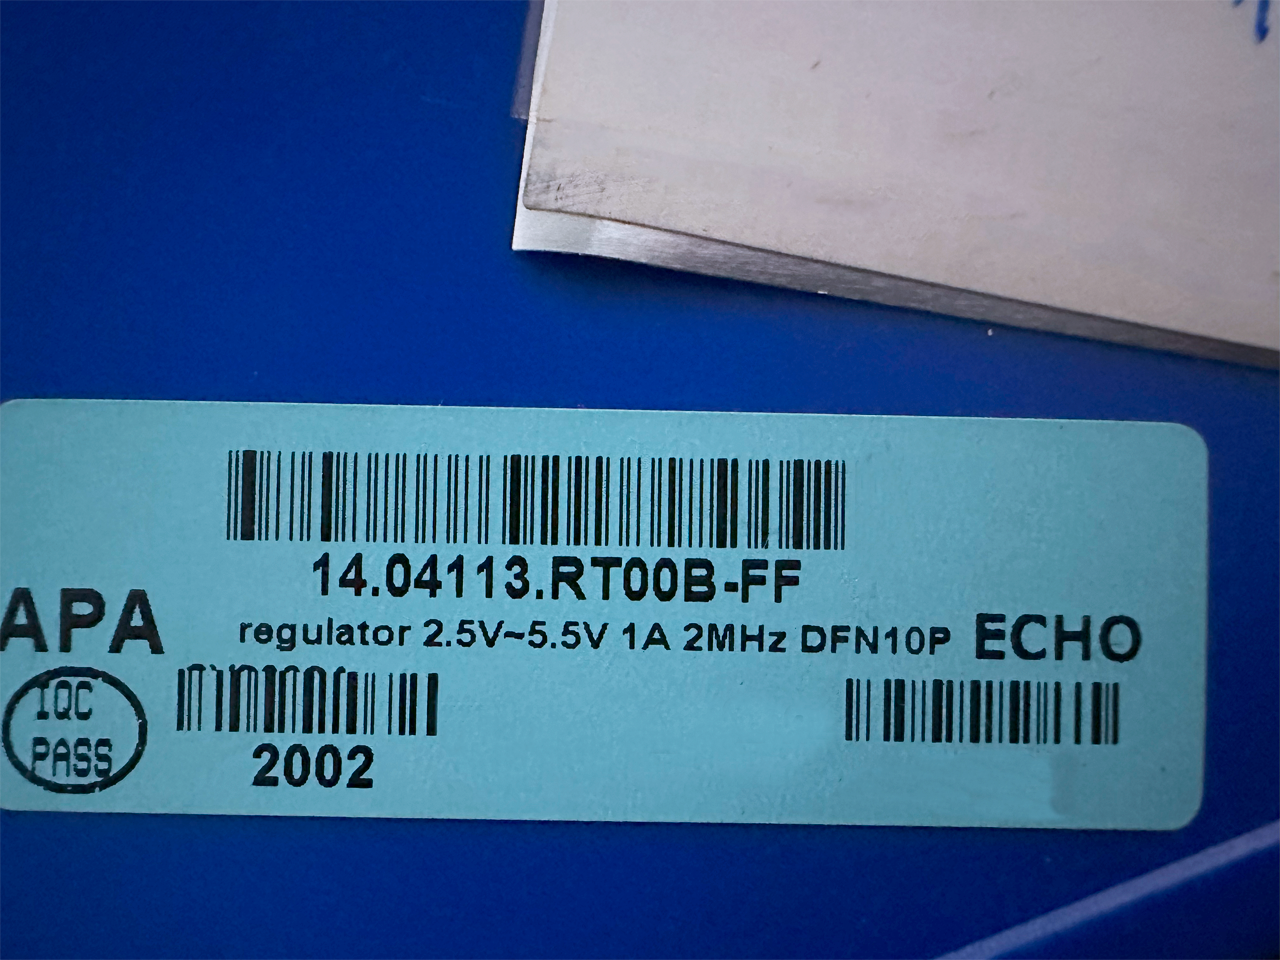 14.04113.RT00B-FF
APA
regulator 2.5V~5.5V 1A 2MHz DFN10P ECHO
IQC
PASS
2002